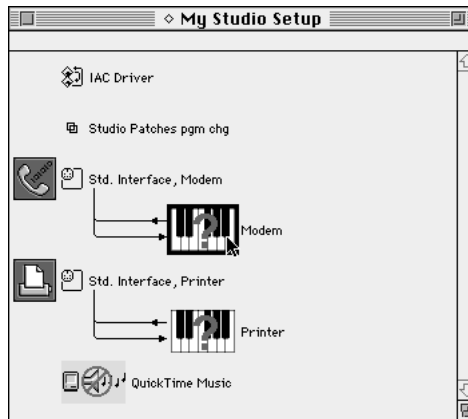 ◇ My Studio Setup
IAC Driver
Studio Patches pgm chg
Std. Interface, Modem
?
Modem
Std. Interface, Printer
?
Printer
QuickTime Music